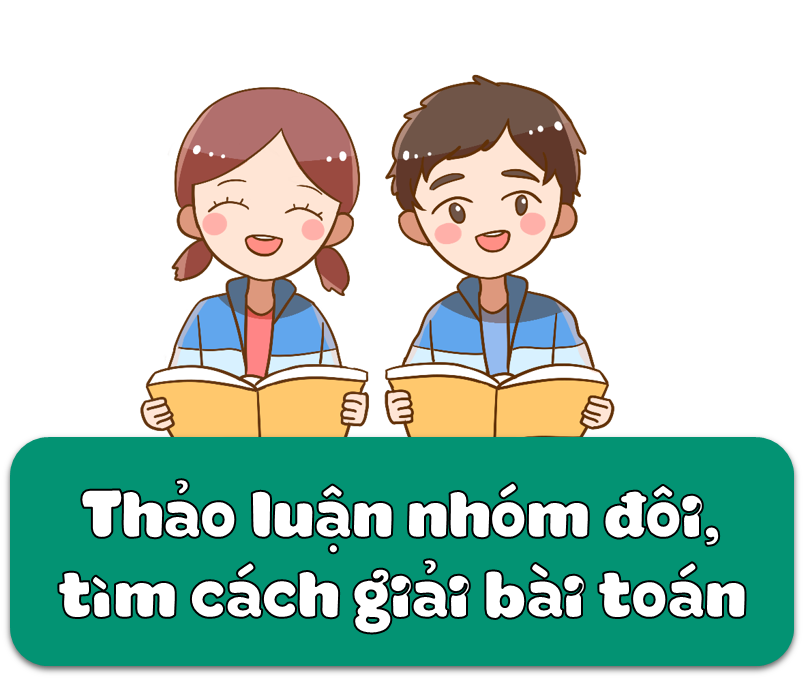 Thảo luận nhóm đôi,
tìm cách giải bài toán